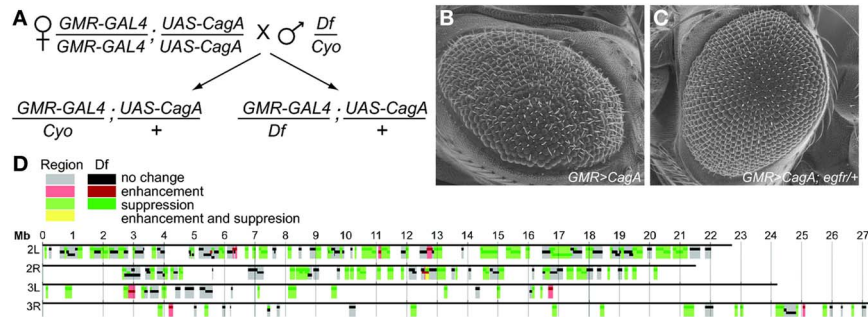 A
♀ GMR-GAL4 ; UAS-CagA X ♂ Df
GMR-GAL4 UAS-CagA Cyo
GMR-GAL4 ; UAS-CagA
Cyo +
GMR-GAL4 ; UAS-CagA
Df +
B
GMR>CagA
C
GMR>CagA; egfr/+
D
Region Df
no change
enhancement
suppression
enhancement and suppresion
Mb 0 1 2 3 4 5 6 7 8 9 10 11 12 13 14 15 16 17 18 19 20 21 22 23 24 25 26 27
2L
2R
3L
3R